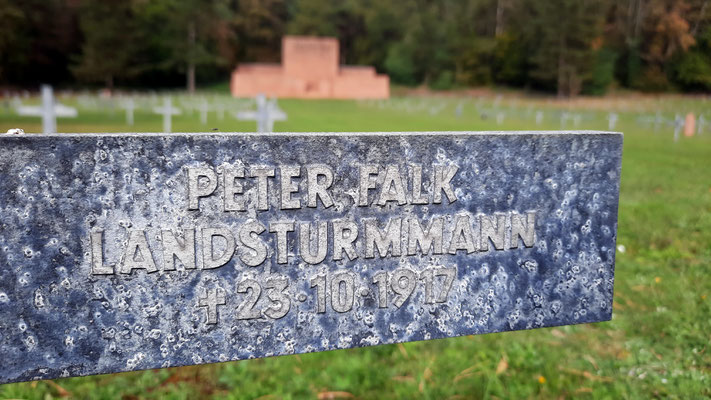 PETER FALK
LANDSTURMMANN
† 23·10·1917